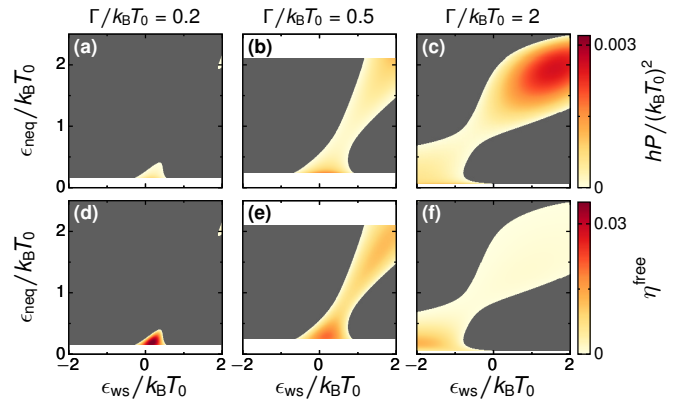 Γ/k_BT_0 = 0.2 Γ/k_BT_0 = 0.5 Γ/k_BT_0 = 2
(a) (b) (c)
ϵ_neq/k_BT_0
2
1
0
0.003
0
hP/(k_BT_0)^2
(d) (e) (f)
ϵ_neq/k_BT_0
2
1
0
0.03
0
η^free
−2 0 2 −2 0 2 −2 0 2
ϵ_ws/k_BT_0 ϵ_ws/k_BT_0 ϵ_ws/k_BT_0